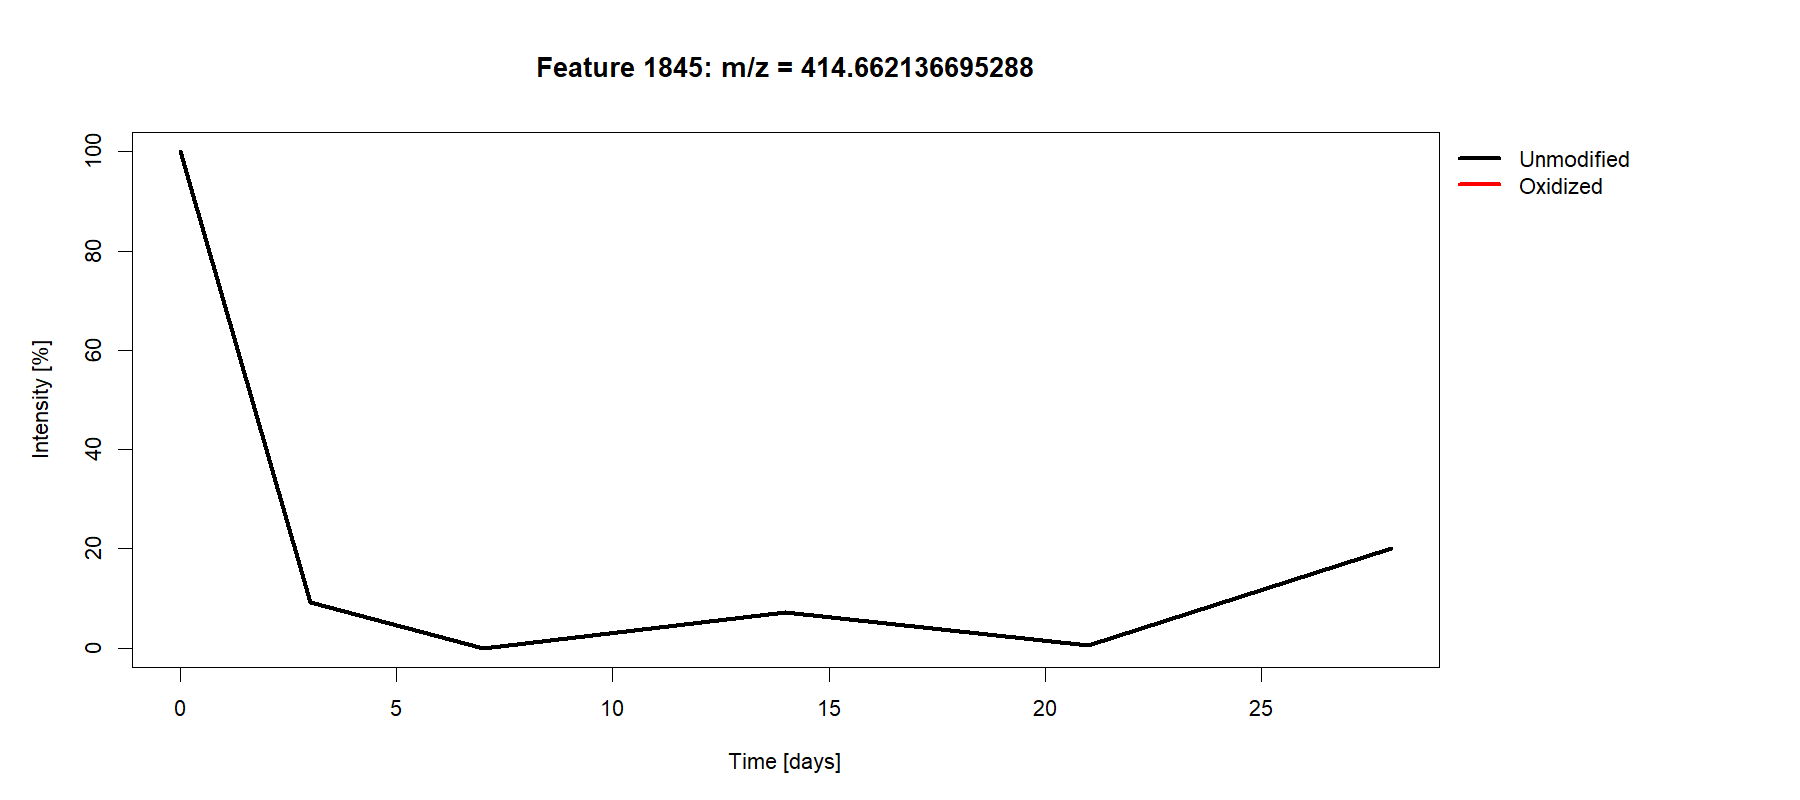 Feature 1845: m/z = 414.662136695288
Unmodified
Oxidized
100
80
60
40
20
0
Intensity [%]
0 5 10 15 20 25
Time [days]